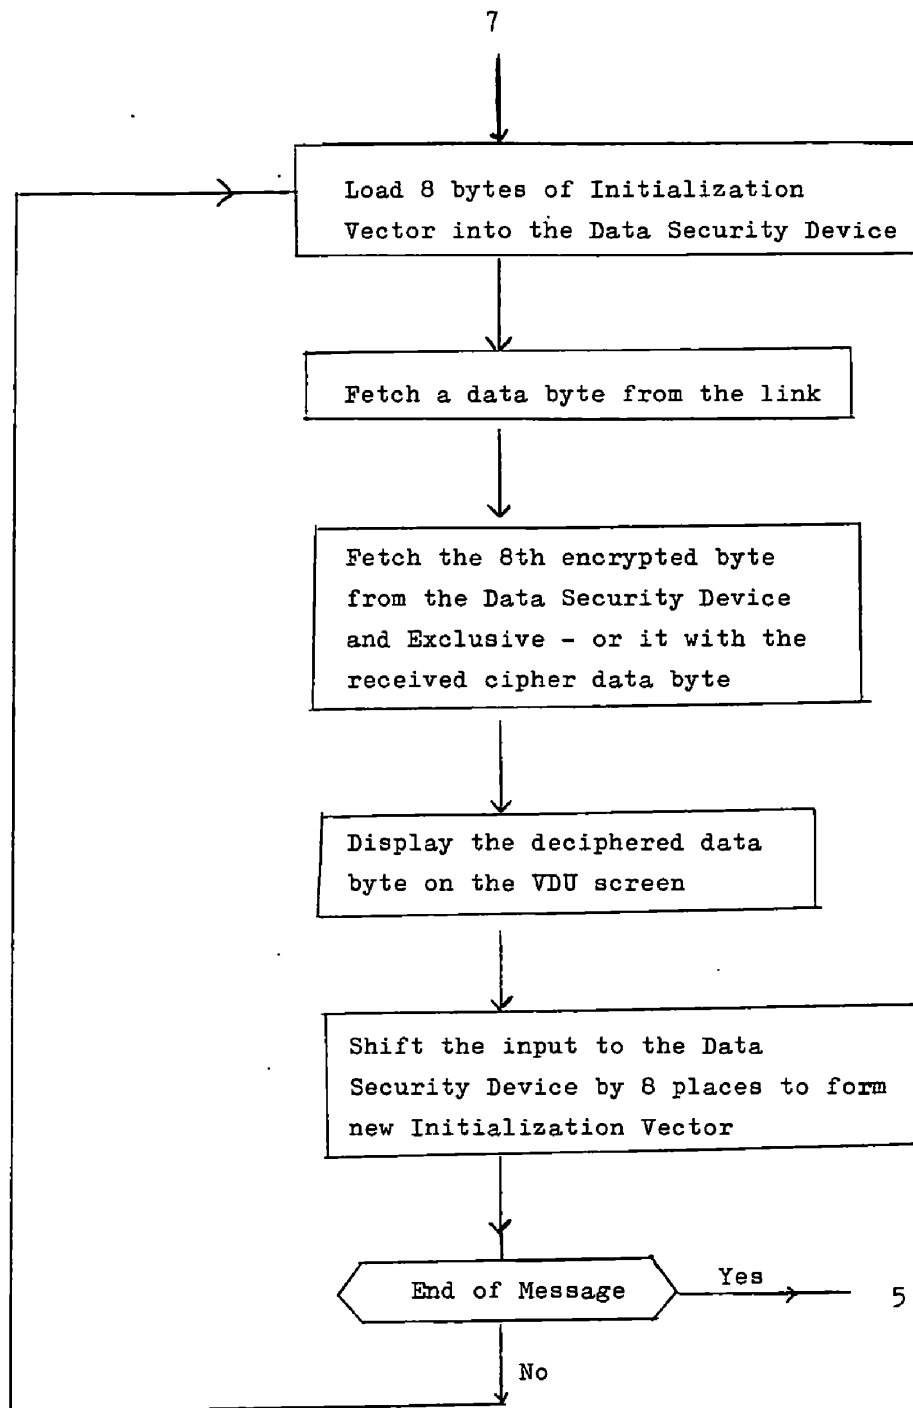 7
Load 8 bytes of Initialization
Vector into the Data Security Device
Fetch a data byte from the link
Fetch the 8th encrypted byte
from the Data Security Device
and Exclusive - or it with the
received cipher data byte
Display the deciphered data
byte on the VDU screen
Shift the input to the Data
Security Device by 8 places to form
new Initialization Vector
End of Message
Yes
5
No